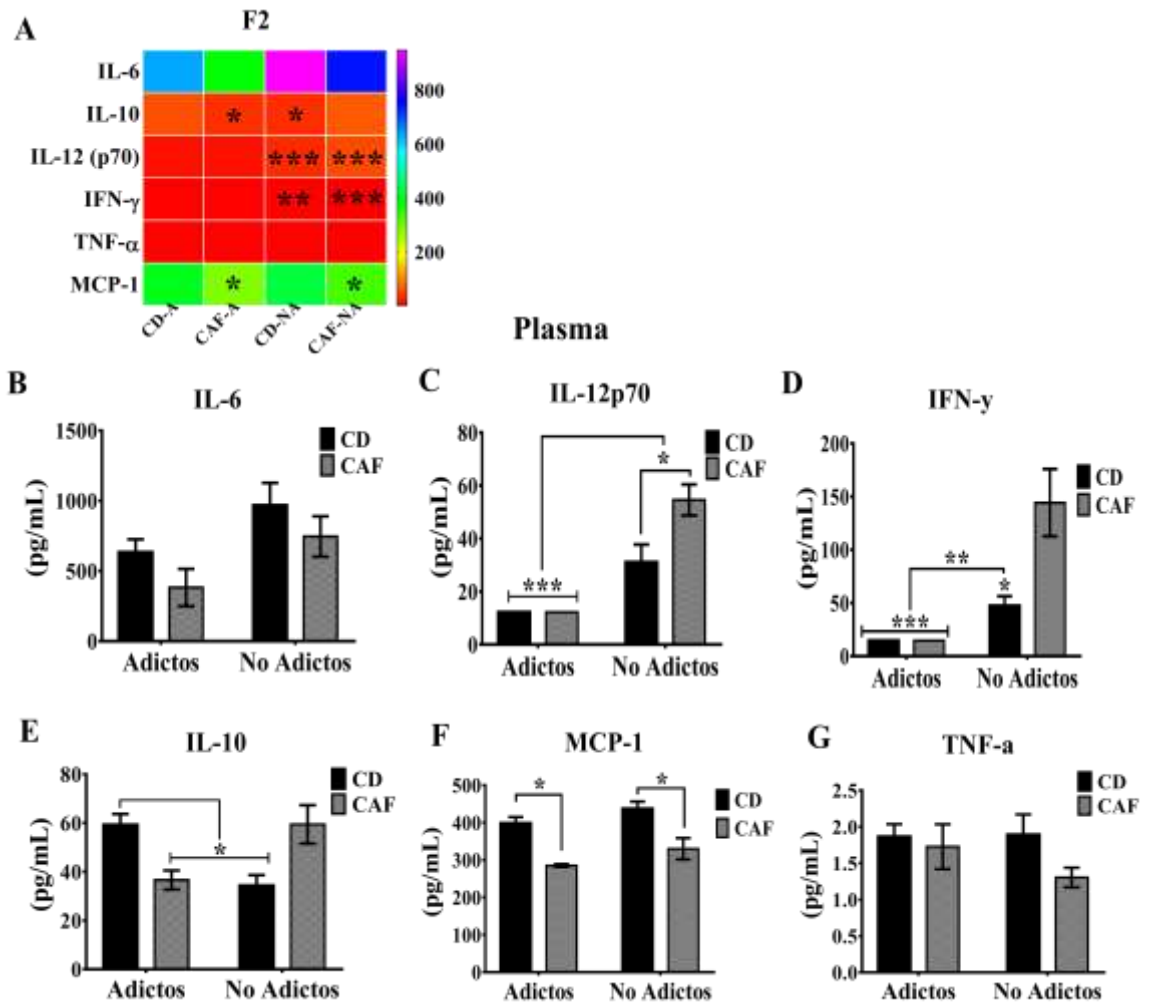 A
F2
IL-6
IL-10
IL-12 (p70)
IFN-γ
TNF-α
MCP-1
* *
*** ***
** ***
* *
800
600
400
200
CD-A
CAF-A
CD-NA
CAF-NA
Plasma
B
IL-6
(pg/mL)
1500
1000
500
0
CD
CAF
Adictos
No Adictos
C
IL-12p70
(pg/mL)
80
60
40
20
0
CD
CAF
*
***
Adictos
No Adictos
D
IFN-y
(pg/mL)
200
150
100
50
0
CD
CAF
**
*
***
Adictos
No Adictos
E
IL-10
(pg/mL)
80
60
40
20
0
CD
CAF
*
Adictos
No Adictos
F
MCP-1
(pg/mL)
500
400
300
200
100
0
CD
CAF
*
*
Adictos
No Adictos
G
TNF-a
(pg/mL)
2.5
2.0
1.5
1.0
0.5
0.0
CD
CAF
Adictos
No Adictos